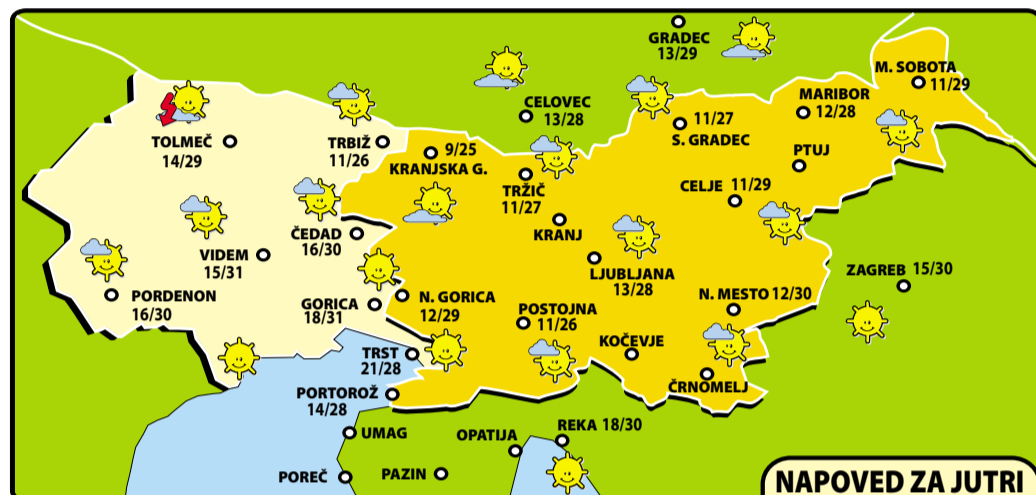 GRADEC
13/29
M. SOBOTA
11/29
MARIBOR
12/28
CELOVEC
13/28
11/27
S. GRADEC
TOLMEČ
14/29
TRBIŽ
11/26
9/25
KRANJSKA G.
PTUJ
TRŽIČ
11/27
CELJE 11/29
KRANJ
ČEDAD
16/30
VIDEM
15/31
LJUBLJANA
13/28
ZAGREB 15/30
PORDENON
16/30
GORICA
18/31
N. GORICA
12/29
N. MESTO 12/30
POSTOJNA
11/26
KOČEVJE
TRST
21/28
ČRNOMELJ
PORTOROŽ
14/28
UMAG
OPATIJA
REKA 18/30
POREČ
PAZIN
NAPOVED ZA JUTRI